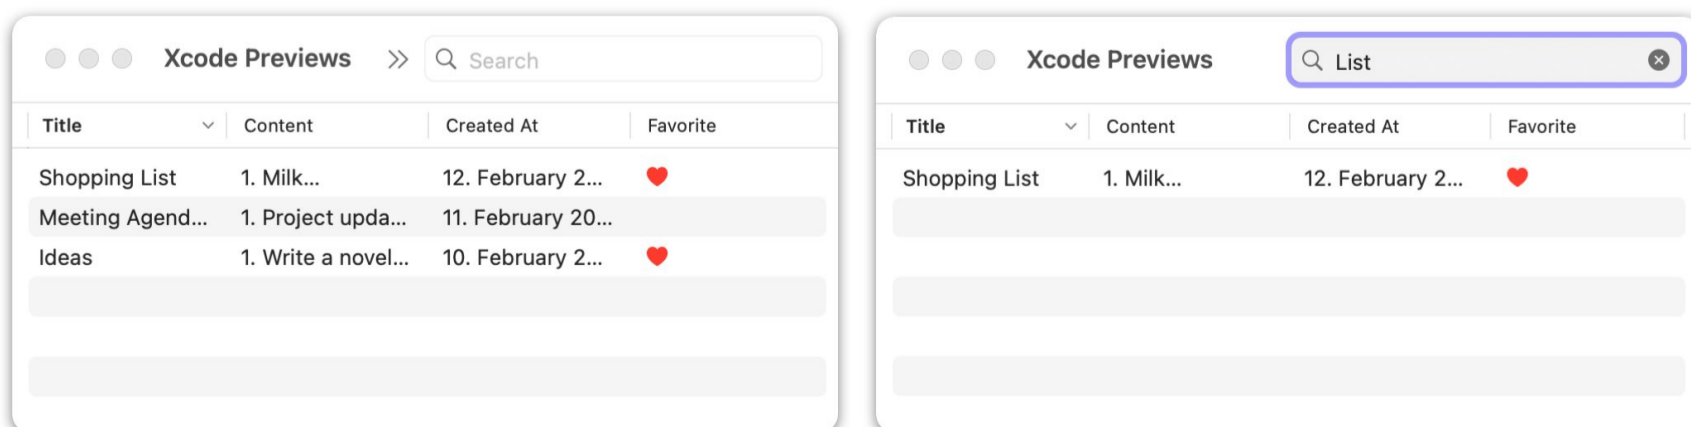 Xcode Previews » Search
Title Content Created At Favorite
Shopping List 1. Milk... 12. February 2...
Meeting Agend... 1. Project upda... 11. February 20...
Ideas 1. Write a novel... 10. February 2...
Xcode Previews List
Title Content Created At Favorite
Shopping List 1. Milk... 12. February 2...